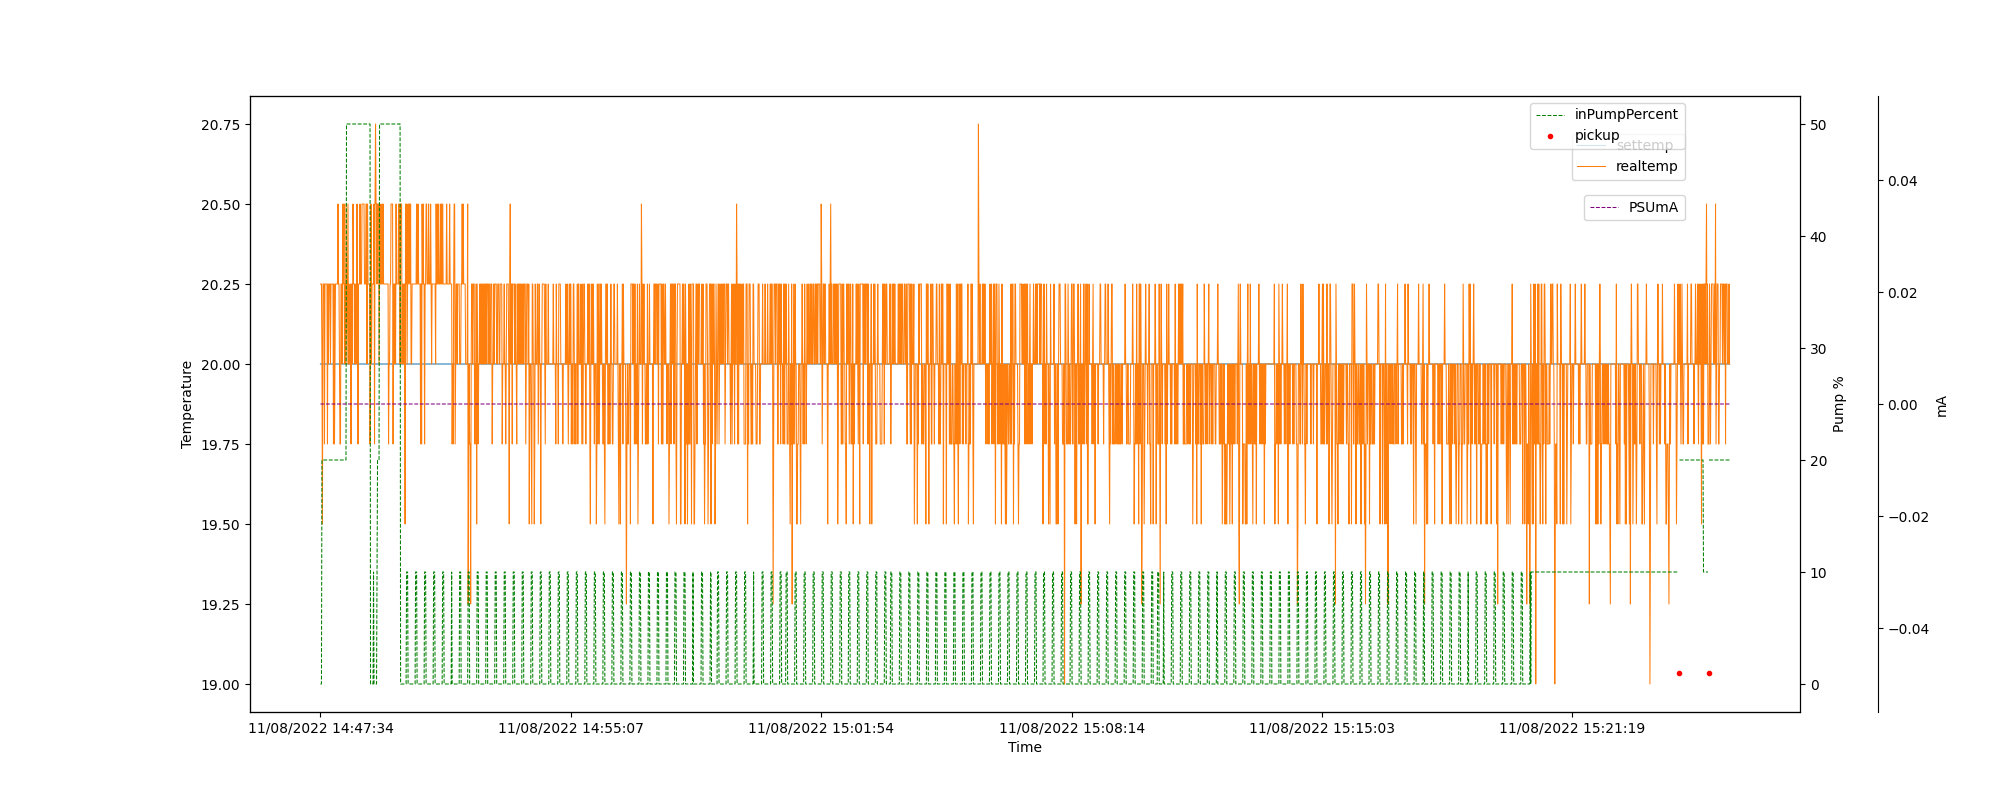 inPumpPercent
pickup
settemp
realtemp
PSUmA
20.75
20.50
20.25
20.00
19.75
19.50
19.25
19.00
Temperature
50
40
30
20
10
0
Pump %
0.04
0.02
0.00
−0.02
−0.04
mA
11/08/2022 14:47:34
11/08/2022 14:55:07
11/08/2022 15:01:54
11/08/2022 15:08:14
11/08/2022 15:15:03
11/08/2022 15:21:19
Time